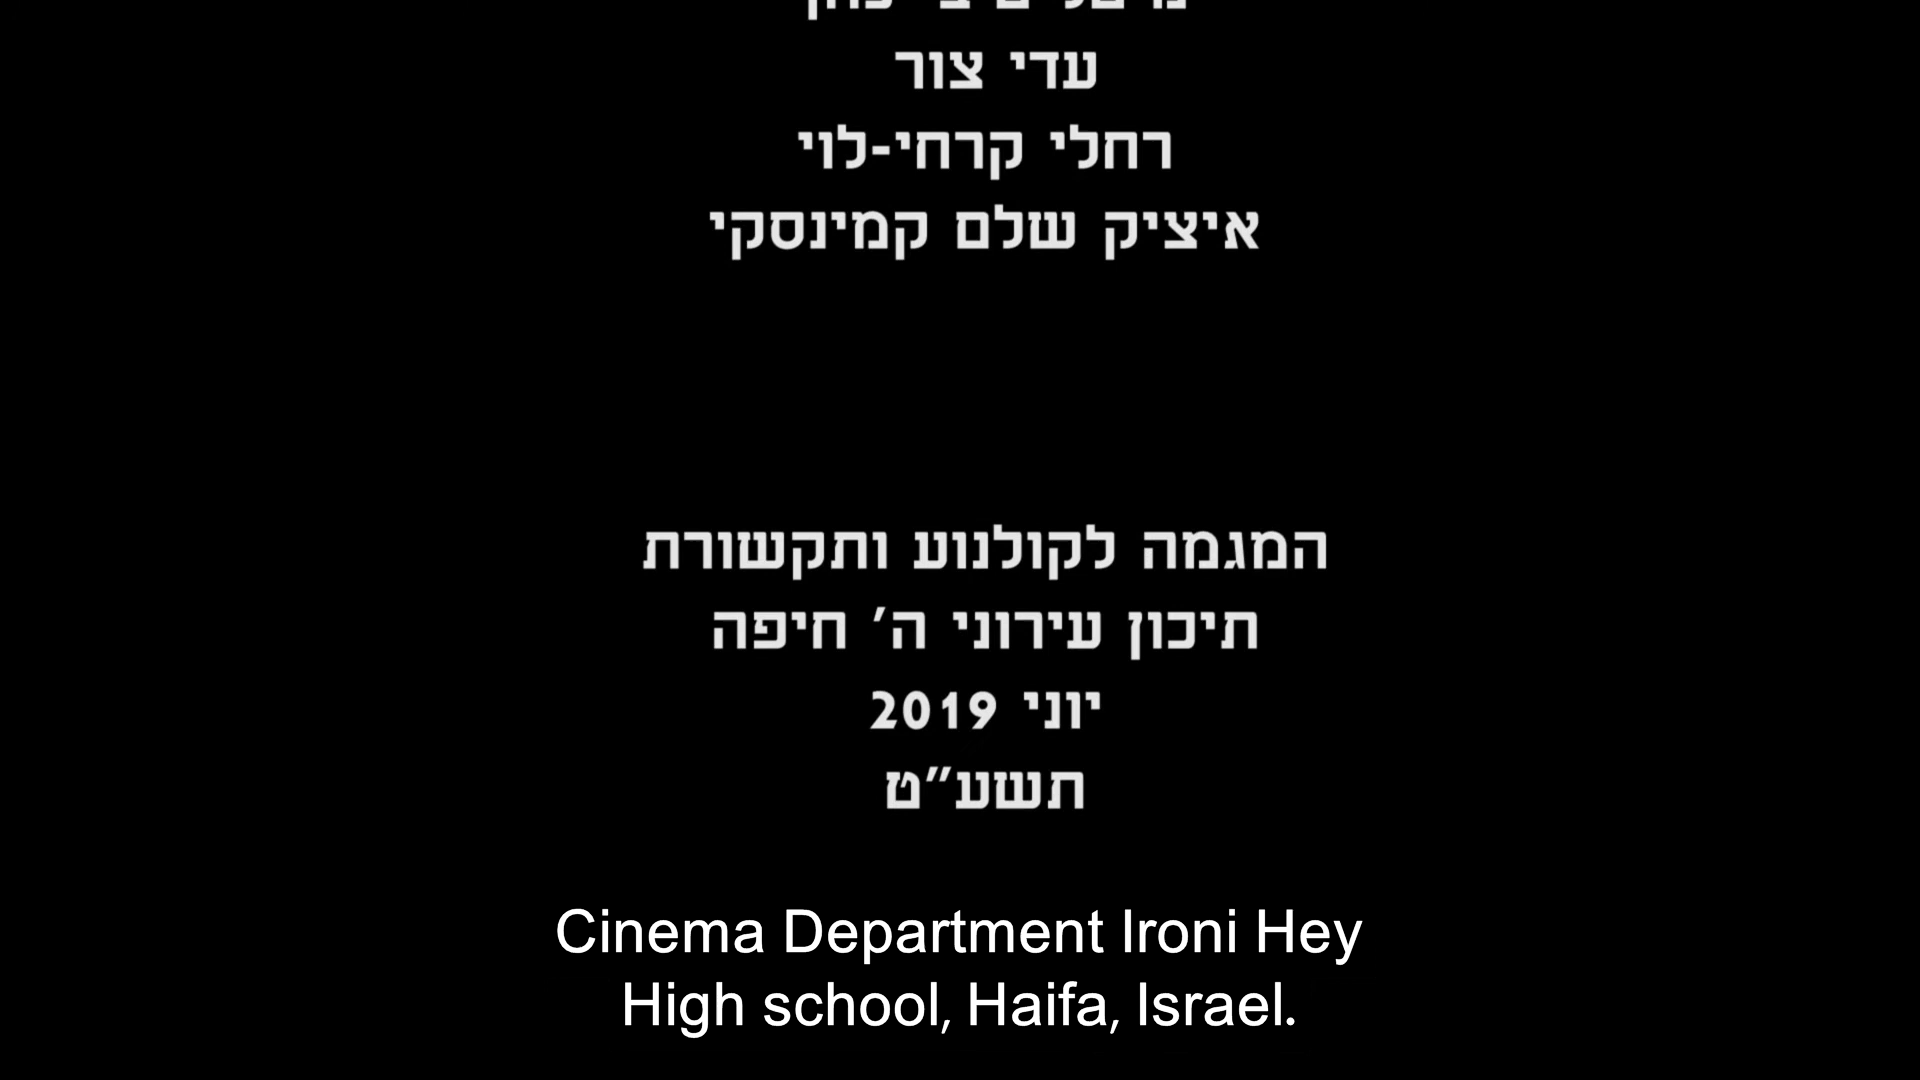 עדי צור
רחלי קרחי-לוי
איציק שלם קמינסקי
המגמה לקולנוע ותקשורת
תיכון עירוני ה' חיפה
יוני 2019
תשע"ט
Cinema Department Ironi Hey
High school, Haifa, Israel.